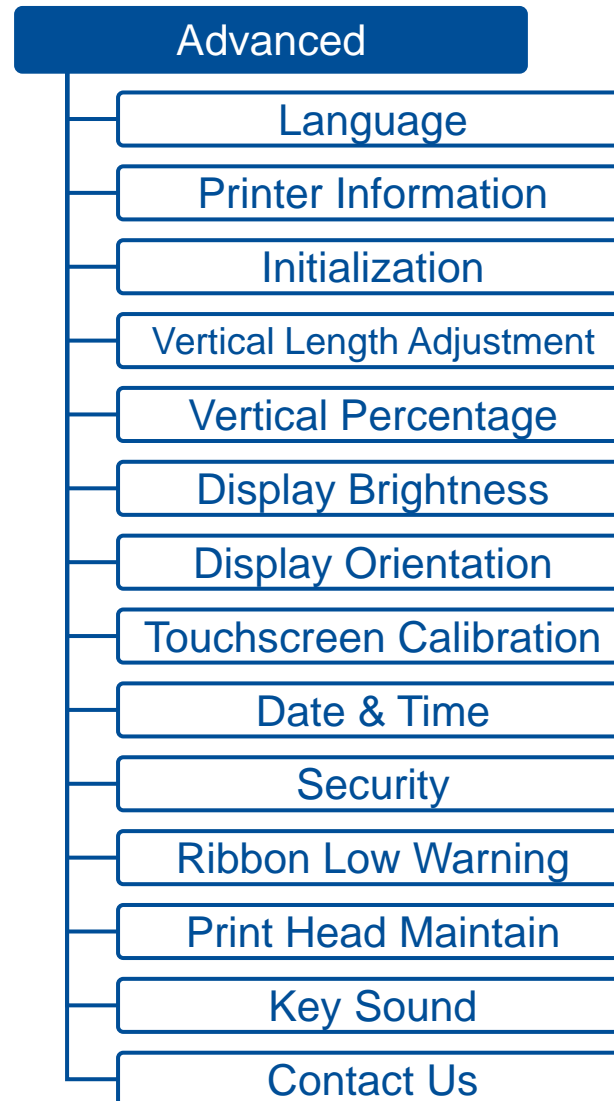 Advanced
Language
Printer Information
Initialization
Vertical Length Adjustment
Vertical Percentage
Display Brightness
Display Orientation
Touchscreen Calibration
Date & Time
Security
Ribbon Low Warning
Print Head Maintain
Key Sound
Contact Us